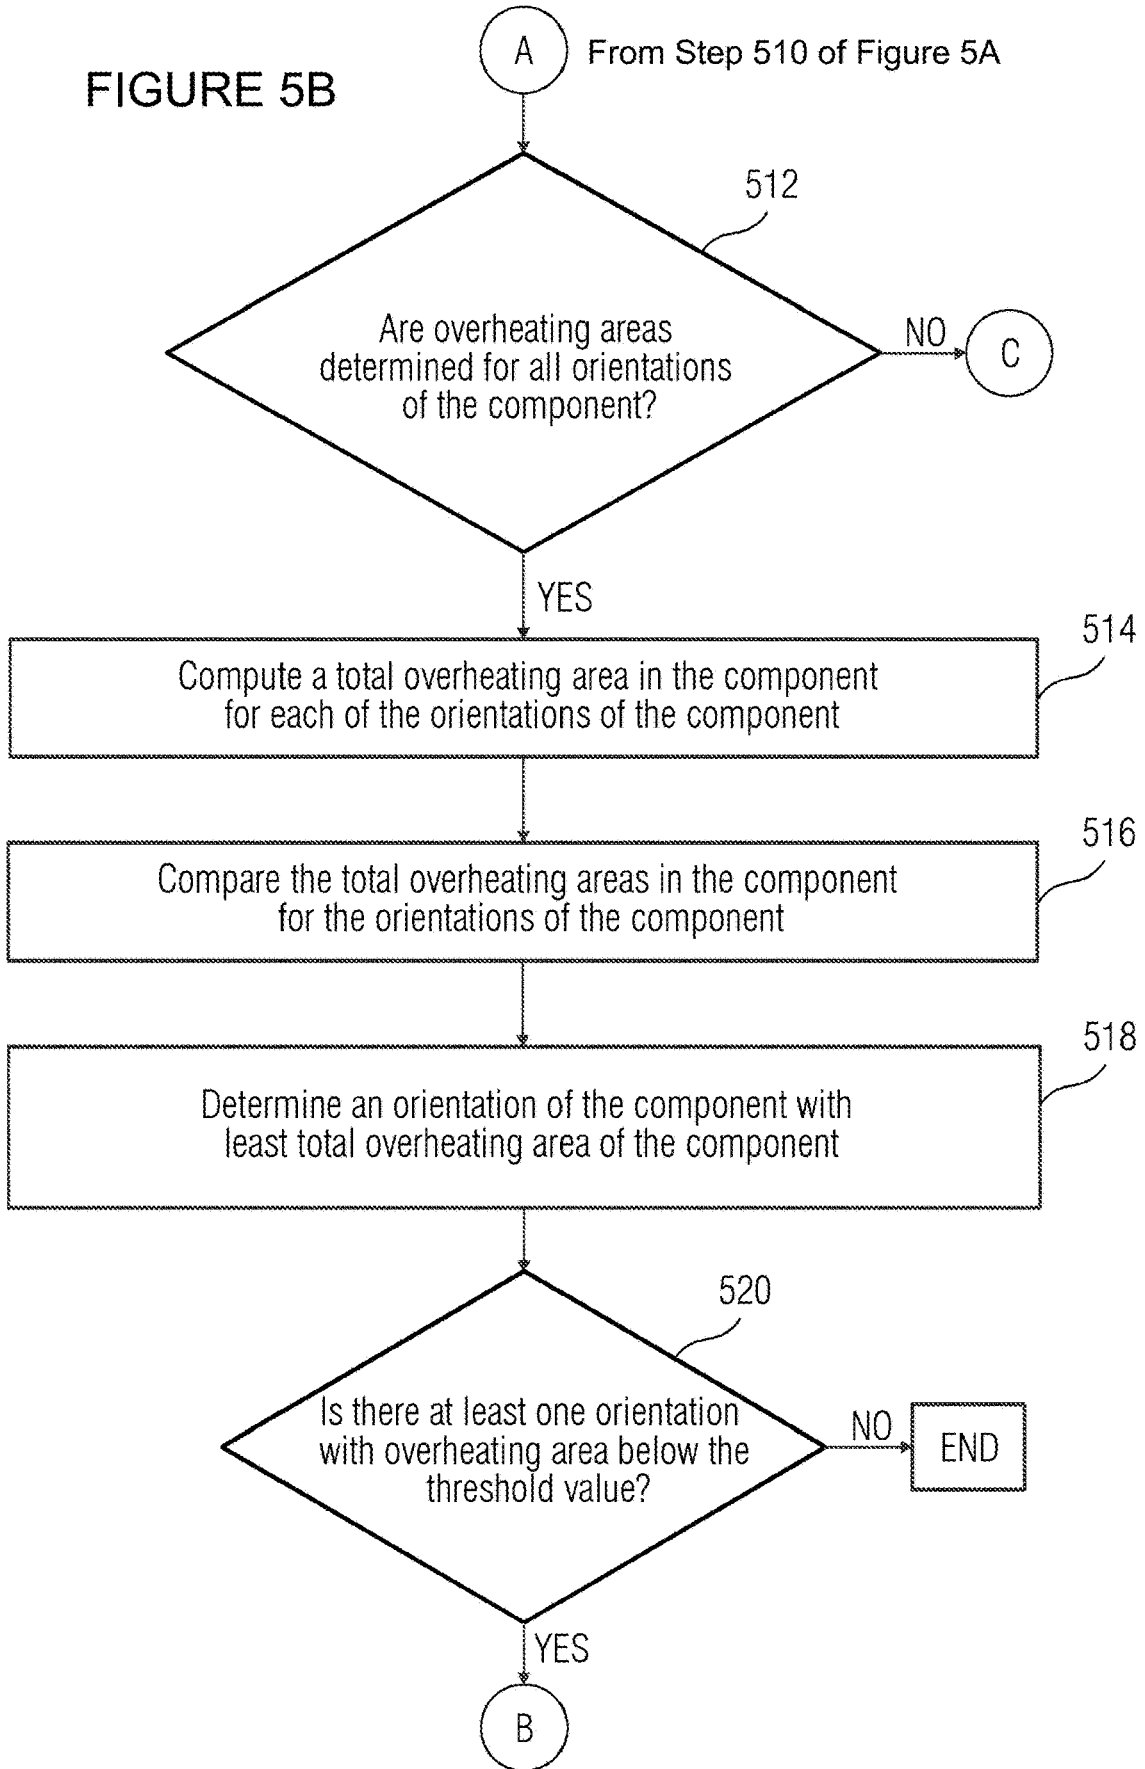 A
From Step 510 of Figure 5A
FIGURE 5B
512
Are overheating areas
determined for all orientations
of the component?
NO
C
YES
514
Compute a total overheating area in the component
for each of the orientations of the component
516
Compare the total overheating areas in the component
for the orientations of the component
518
Determine an orientation of the component with
least total overheating area of the component
520
Is there at least one orientation
with overheating area below the
threshold value?
NO
END
YES
B